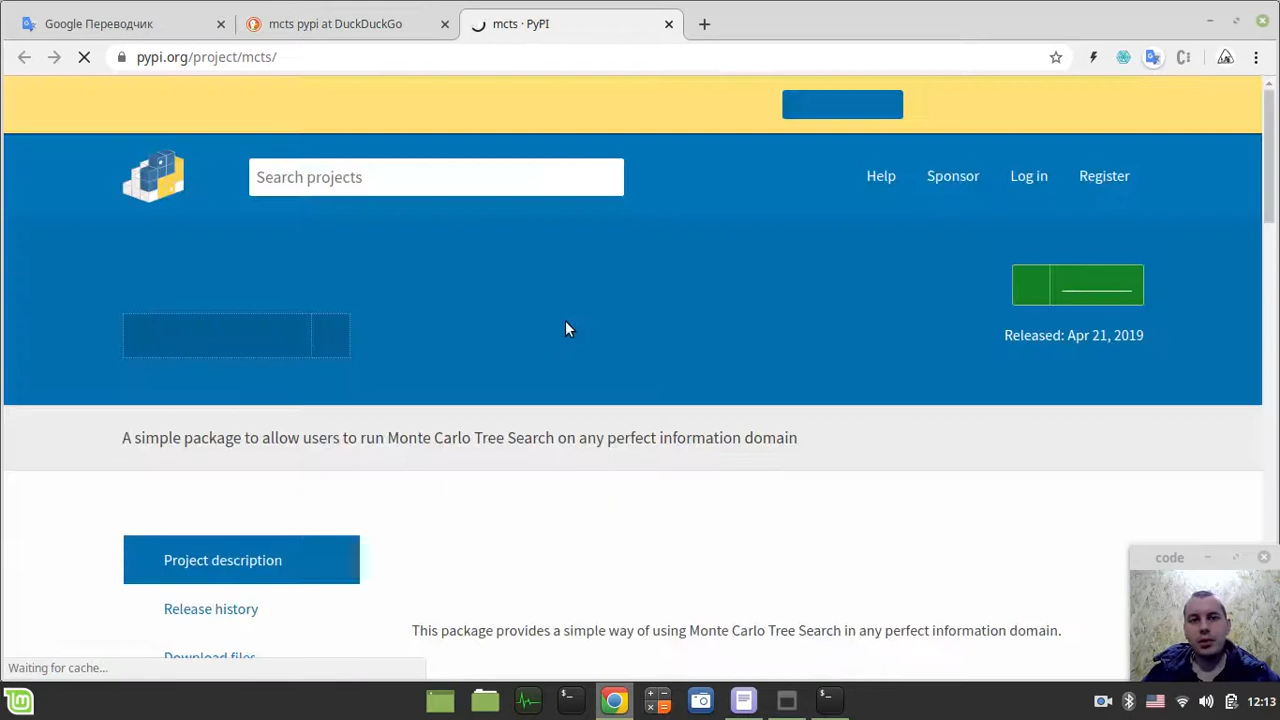 Google Переводчик
mcts pypi at DuckDuckGo
mcts · PyPI
pypi.org/project/mcts/
Search projects
Help
Sponsor
Log in
Register
Released: Apr 21, 2019
A simple package to allow users to run Monte Carlo Tree Search on any perfect information domain
Project description
Release history
This package provides a simple way of using Monte Carlo Tree Search in any perfect information domain.
Download files
Waiting for cache...
code
12:13